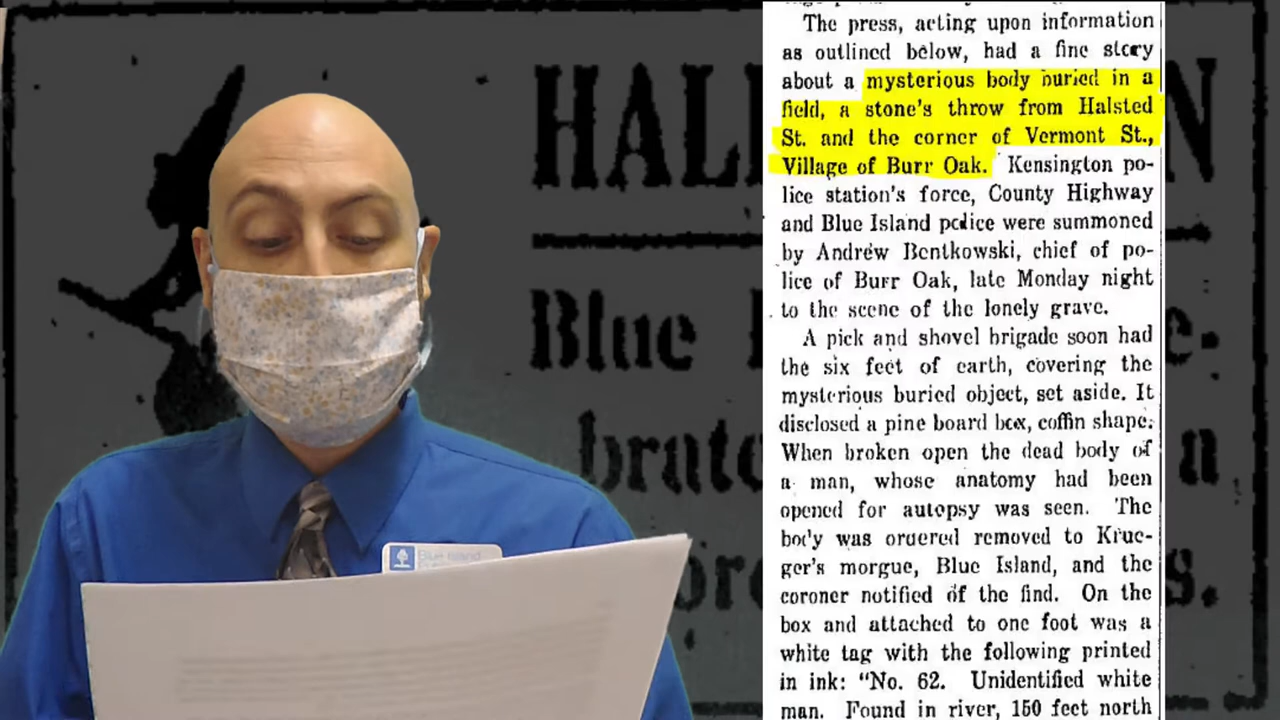 HAL N
Blue
brute a
Blue Island
The press, acting upon information
as outlined below, had a fine story
about a mysterious body buried in a
field, a stone's throw from Halsted
St. and the corner of Vermont St.,
Village of Burr Oak. Kensington po-
lice station's force, County Highway
and Blue Island police were summoned
by Andrew Bentkowski, chief of po-
lice of Burr Oak, late Monday night
to the scene of the lonely grave.
A pick and shovel brigade soon had
the six feet of earth, covering the
mysterious buried object, set aside. It
disclosed a pine board box, coffin shape.
When broken open the dead body of
a man, whose anatomy had been
opened for autopsy was seen. The
body was ordered removed to Krue-
ger's morgue, Blue Island, and the
coroner notified of the find. On the
box and attached to one foot was a
white tag with the following printed
in ink: "No. 62. Unidentified white
man. Found in river, 150 feet north